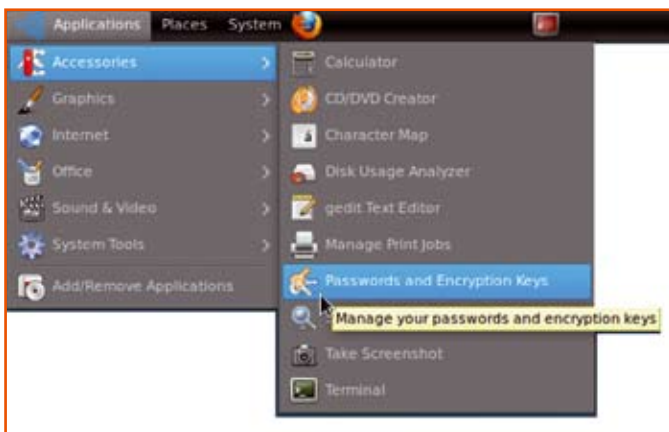 Applications Places System
Accessories
Graphics
Internet
Office
Sound & Video
System Tools
Add/Remove Applications
Calculator
CD/DVD Creator
Character Map
Disk Usage Analyzer
gedit Text Editor
Manage Print Jobs
Passwords and Encryption Keys
Manage your passwords and encryption keys
Take Screenshot
Terminal